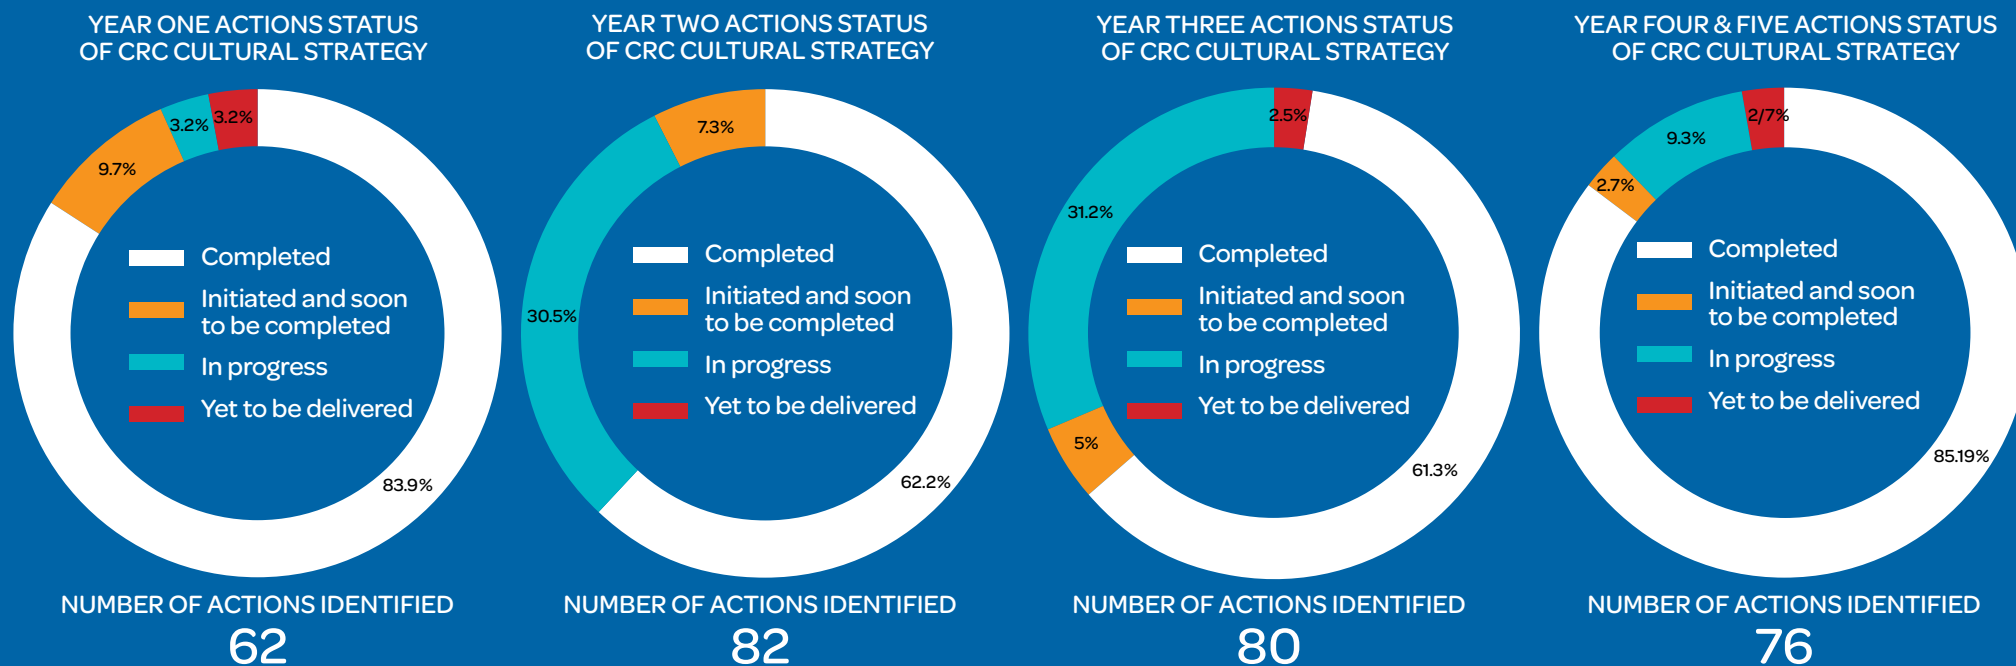 YEAR ONE ACTIONS STATUS
OF CRC CULTURAL STRATEGY
3.2%
3.2%
9.7%
Completed
Initiated and soon
to be completed
In progress
Yet to be delivered
83.9%
NUMBER OF ACTIONS IDENTIFIED
62
YEAR TWO ACTIONS STATUS
OF CRC CULTURAL STRATEGY
7.3%
Completed
Initiated and soon
to be completed
30.5%
In progress
Yet to be delivered
62.2%
NUMBER OF ACTIONS IDENTIFIED
82
YEAR THREE ACTIONS STATUS
OF CRC CULTURAL STRATEGY
2.5%
31.2%
Completed
Initiated and soon
to be completed
In progress
Yet to be delivered
5%
61.3%
NUMBER OF ACTIONS IDENTIFIED
80
YEAR FOUR & FIVE ACTIONS STATUS
OF CRC CULTURAL STRATEGY
2/7%
9.3%
2.7%
Completed
Initiated and soon
to be completed
In progress
Yet to be delivered
85.19%
NUMBER OF ACTIONS IDENTIFIED
76